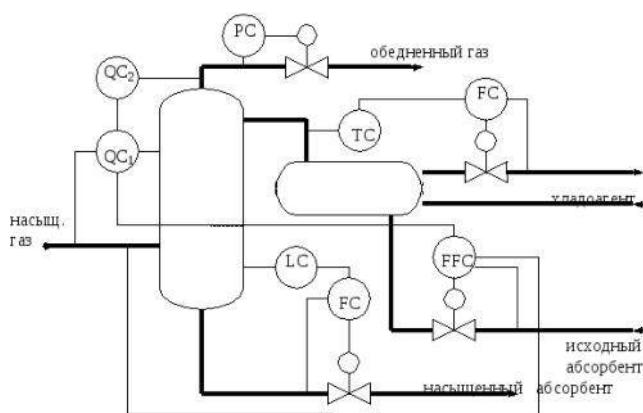 PC
обедненный газ
QC2
FC
TC
QC1
хладоагент
насыщ.
газ
LC
FFC
FC
исходный
абсорбент
насыщенный абсорбент